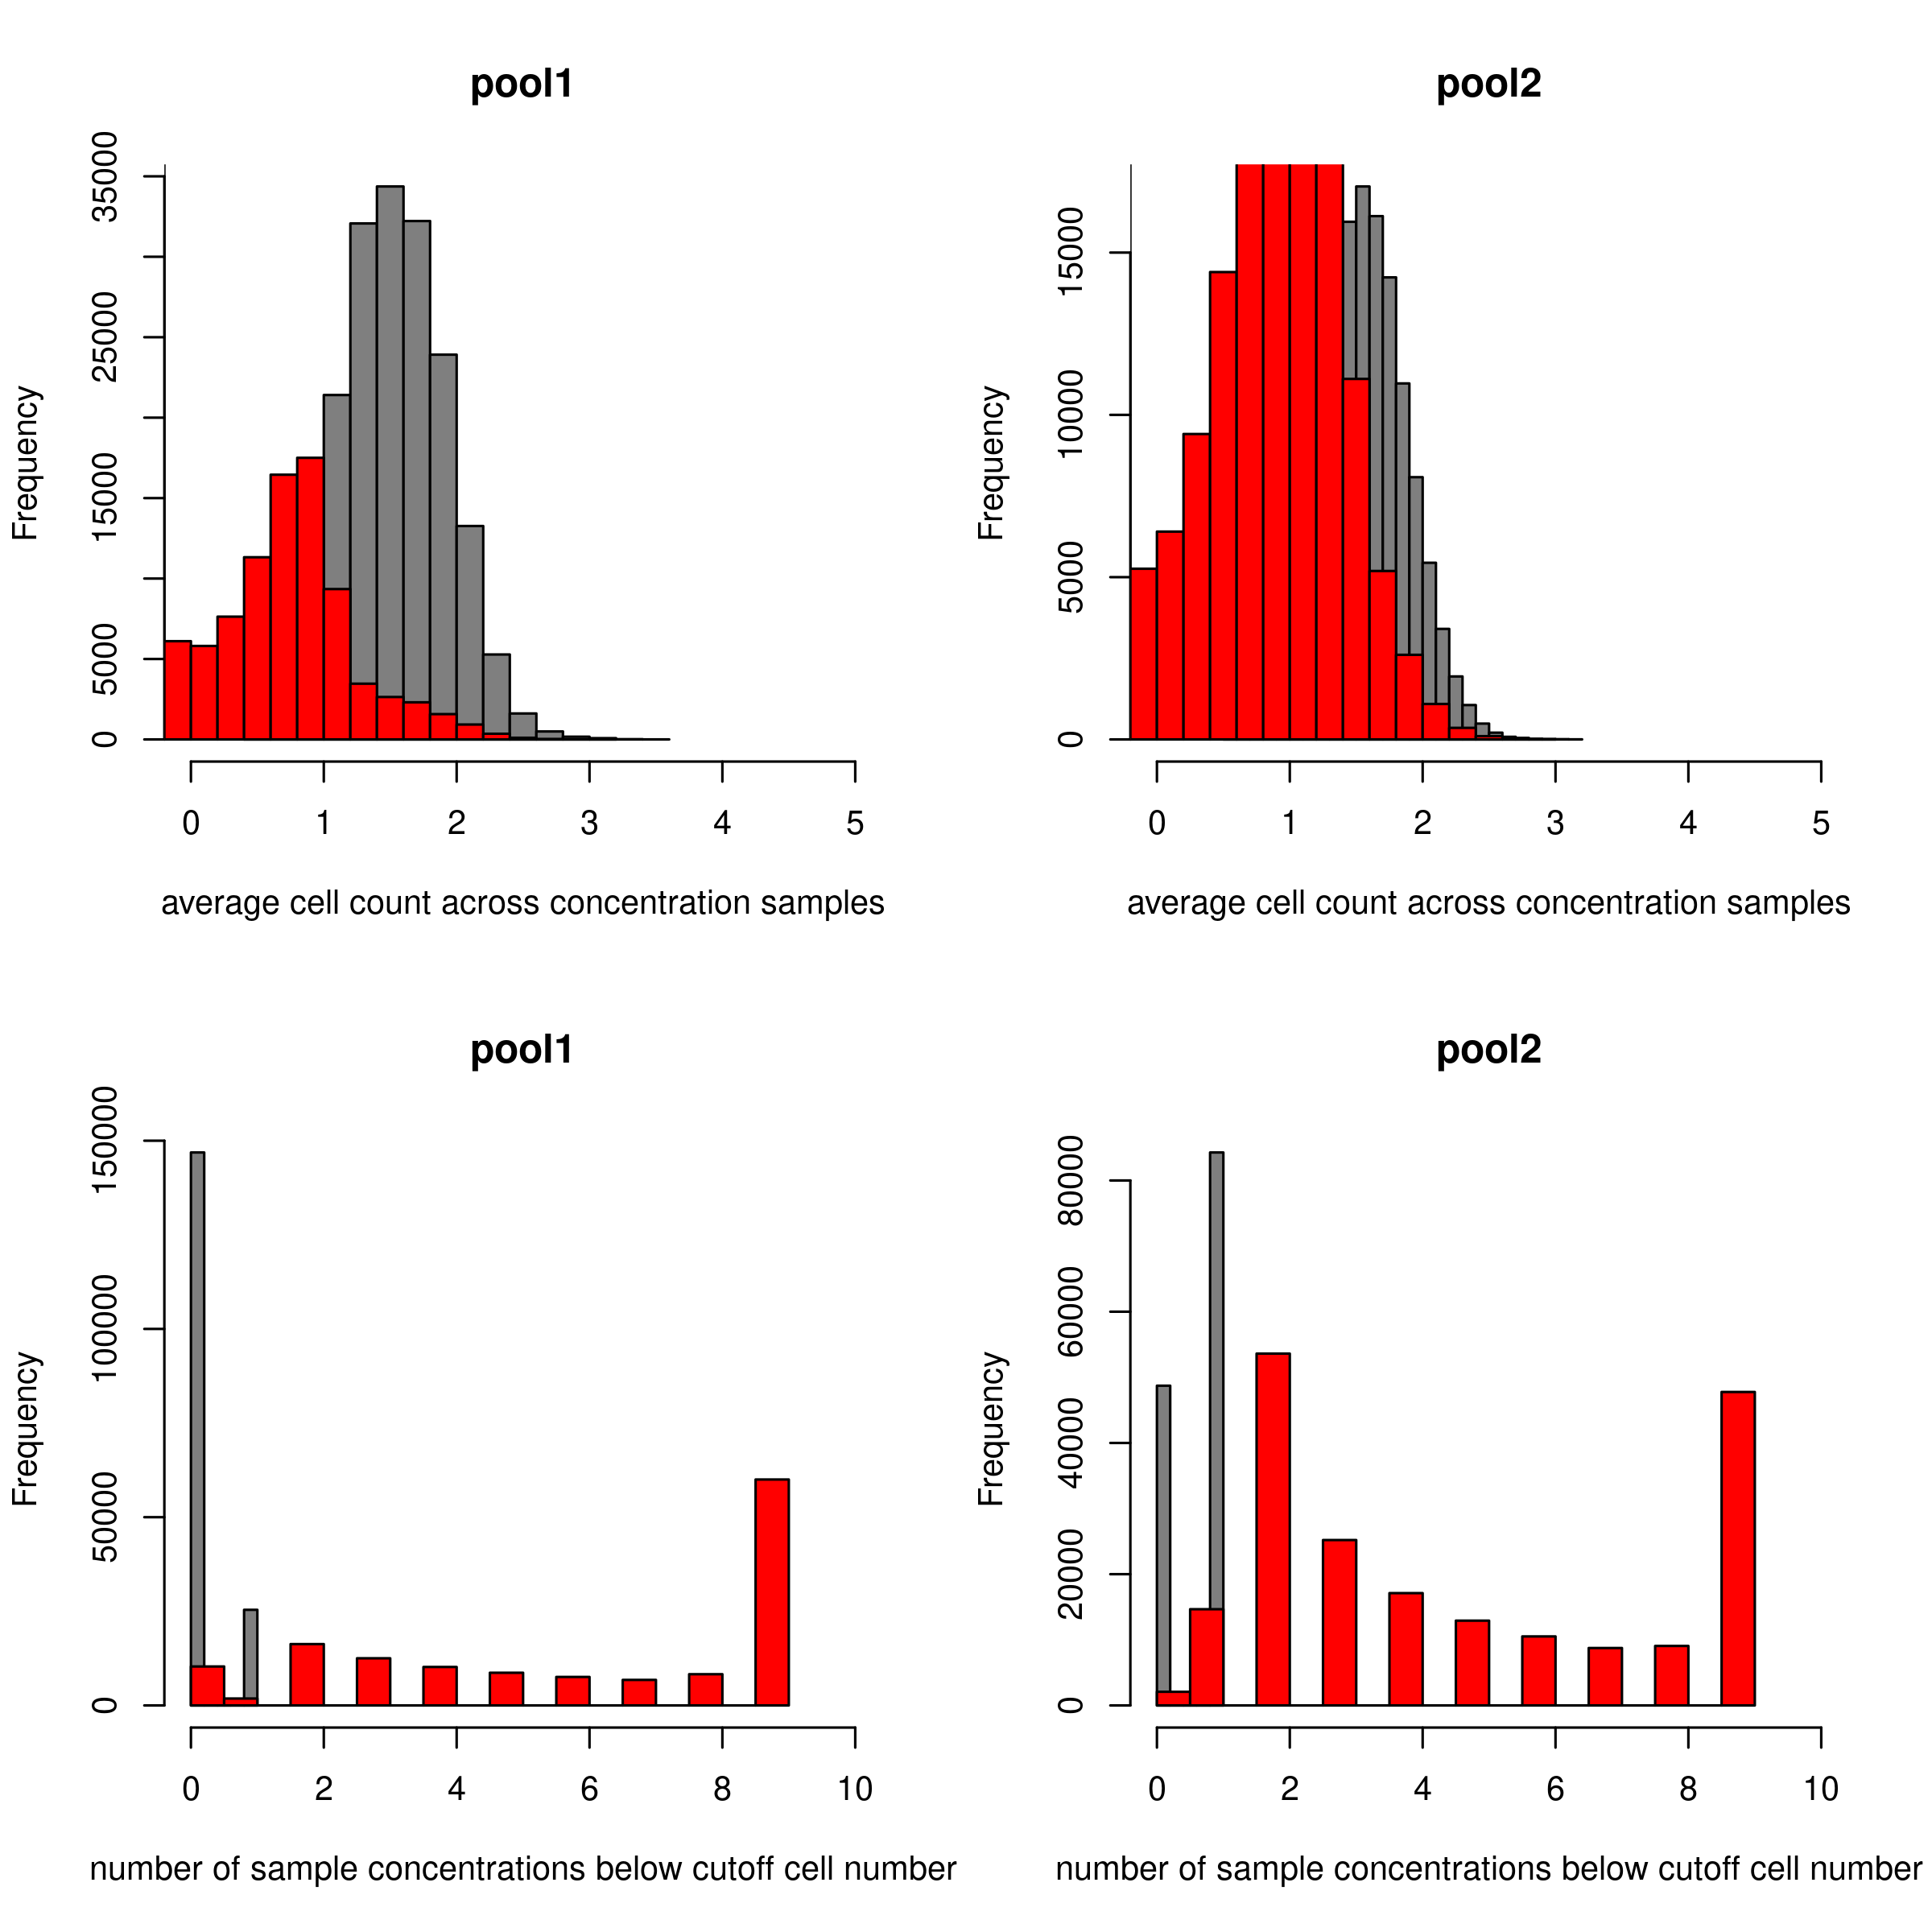 pool1
Frequency
0
5000
15000
25000
35000
0 1 2 3 4 5
average cell count across concentration samples
pool2
Frequency
0
5000
10000
15000
0 1 2 3 4 5
average cell count across concentration samples
pool1
Frequency
0
50000
100000
150000
0 2 4 6 8 10
number of sample concentrations below cutoff cell number
pool2
Frequency
0
20000
40000
60000
80000
0 2 4 6 8 10
number of sample concentrations below cutoff cell number